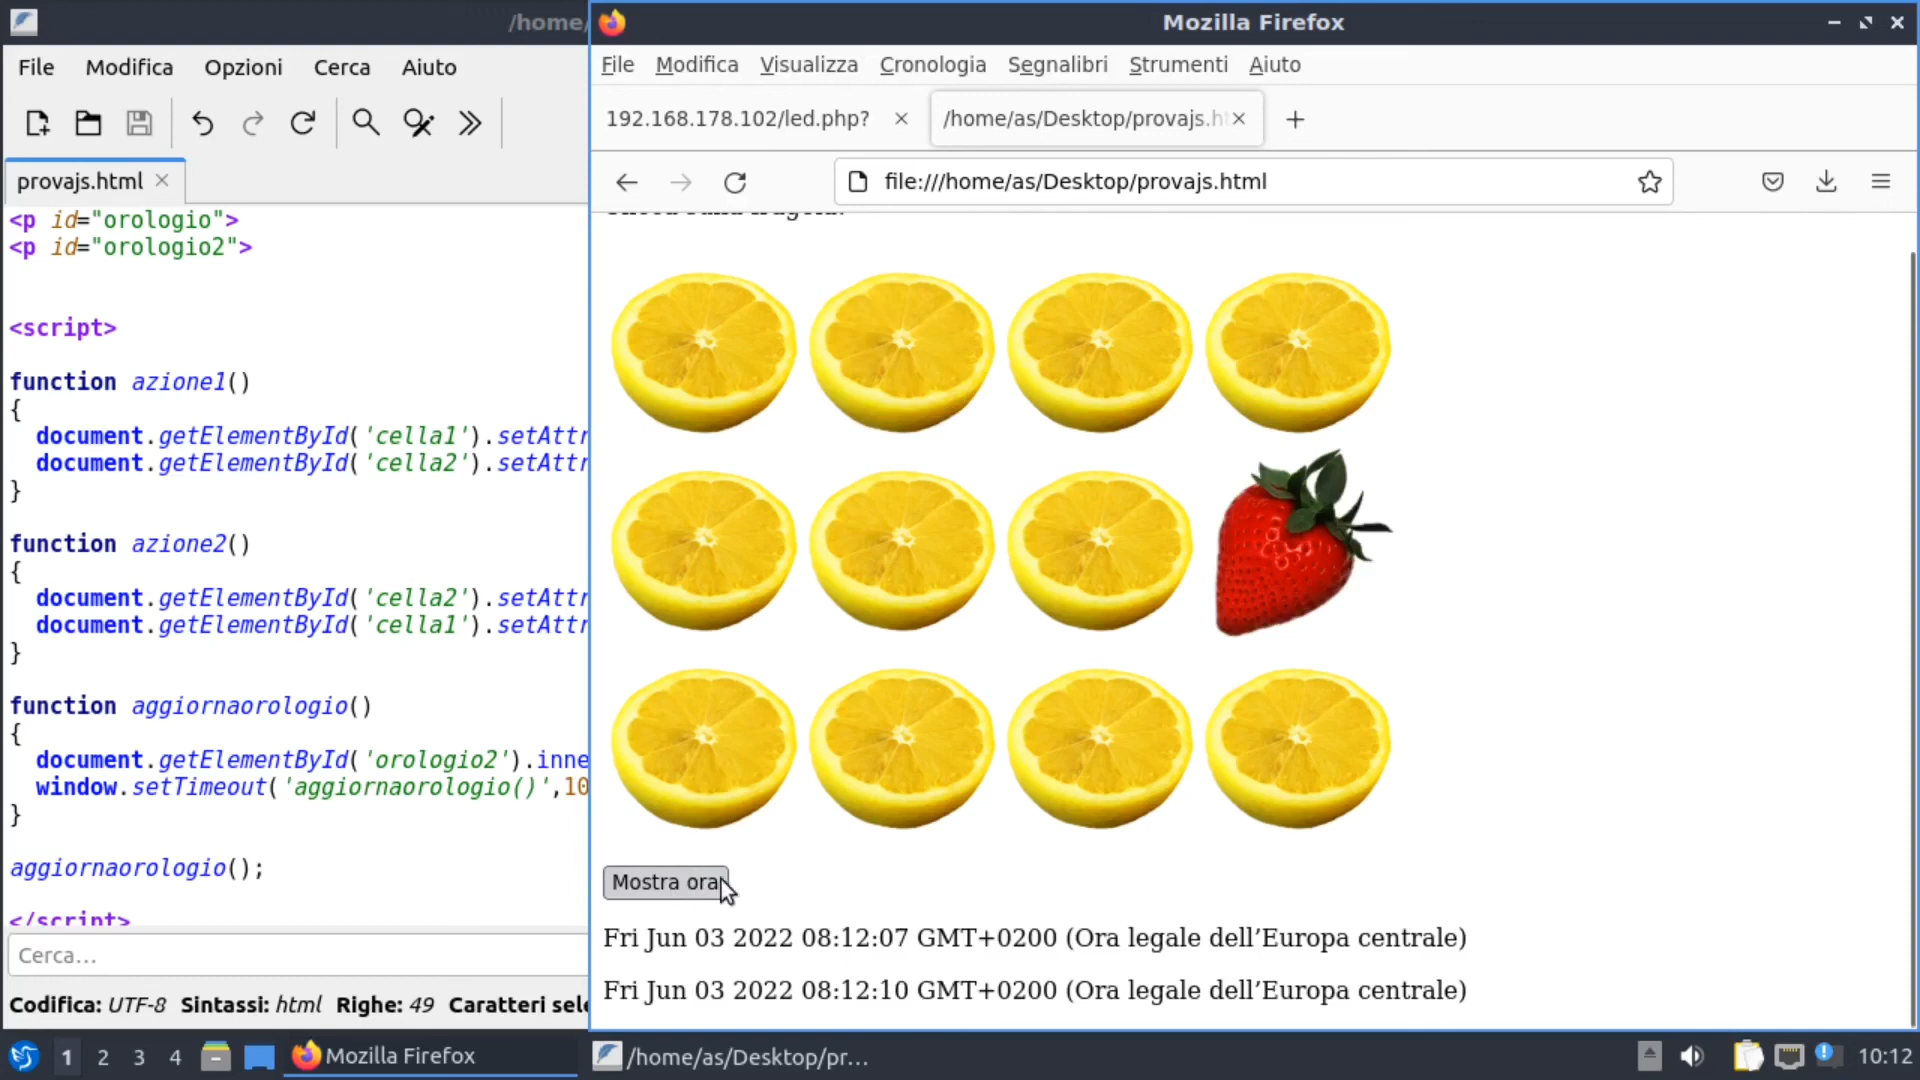 /home/
File Modifica Opzioni Cerca Aiuto
provajs.html
<p id="orologio">
<p id="orologio2">
<script>
function azione1()
{
document.getElementById('cella1').setAttr
document.getElementById('cella2').setAttr
}
function azione2()
{
document.getElementById('cella2').setAttr
document.getElementById('cella1').setAttr
}
function aggiornaorologio()
{
document.getElementById('orologio2').inne
window.setTimeout('aggiornaorologio()',10
}
aggiornaorologio();
</script>
Cerca...
Codifica: UTF-8 Sintassi: html Righe: 49 Caratteri sele
Mozilla Firefox
File Modifica Visualizza Cronologia Segnalibri Strumenti Aiuto
192.168.178.102/led.php?
/home/as/Desktop/provajs.ht
file:///home/as/Desktop/provajs.html
Mostra ora
Fri Jun 03 2022 08:12:07 GMT+0200 (Ora legale dell’Europa centrale)
Fri Jun 03 2022 08:12:10 GMT+0200 (Ora legale dell’Europa centrale)
1 2 3 4 Mozilla Firefox /home/as/Desktop/pr... 10:12